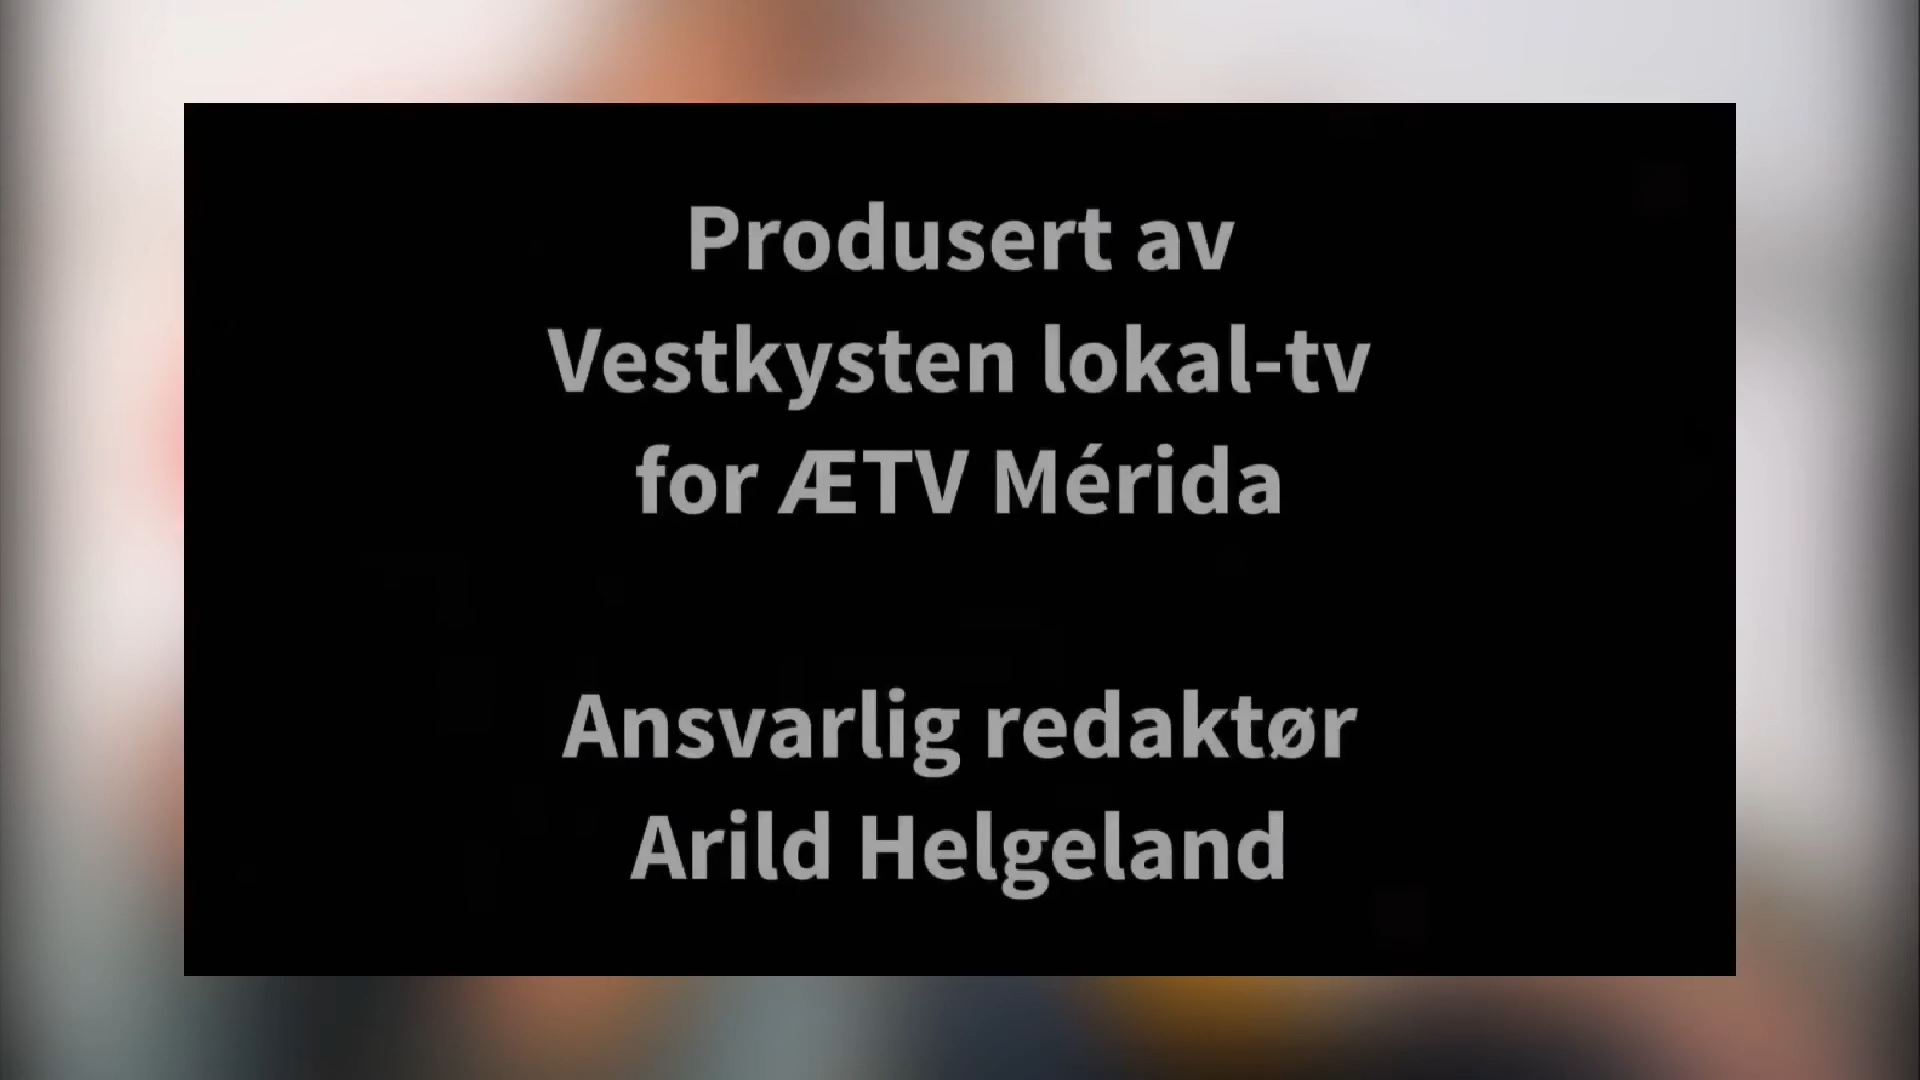 Produsert av
Vestkysten lokal-tv
for ÆTV Mérida
Ansvarlig redaktør
Arild Helgeland